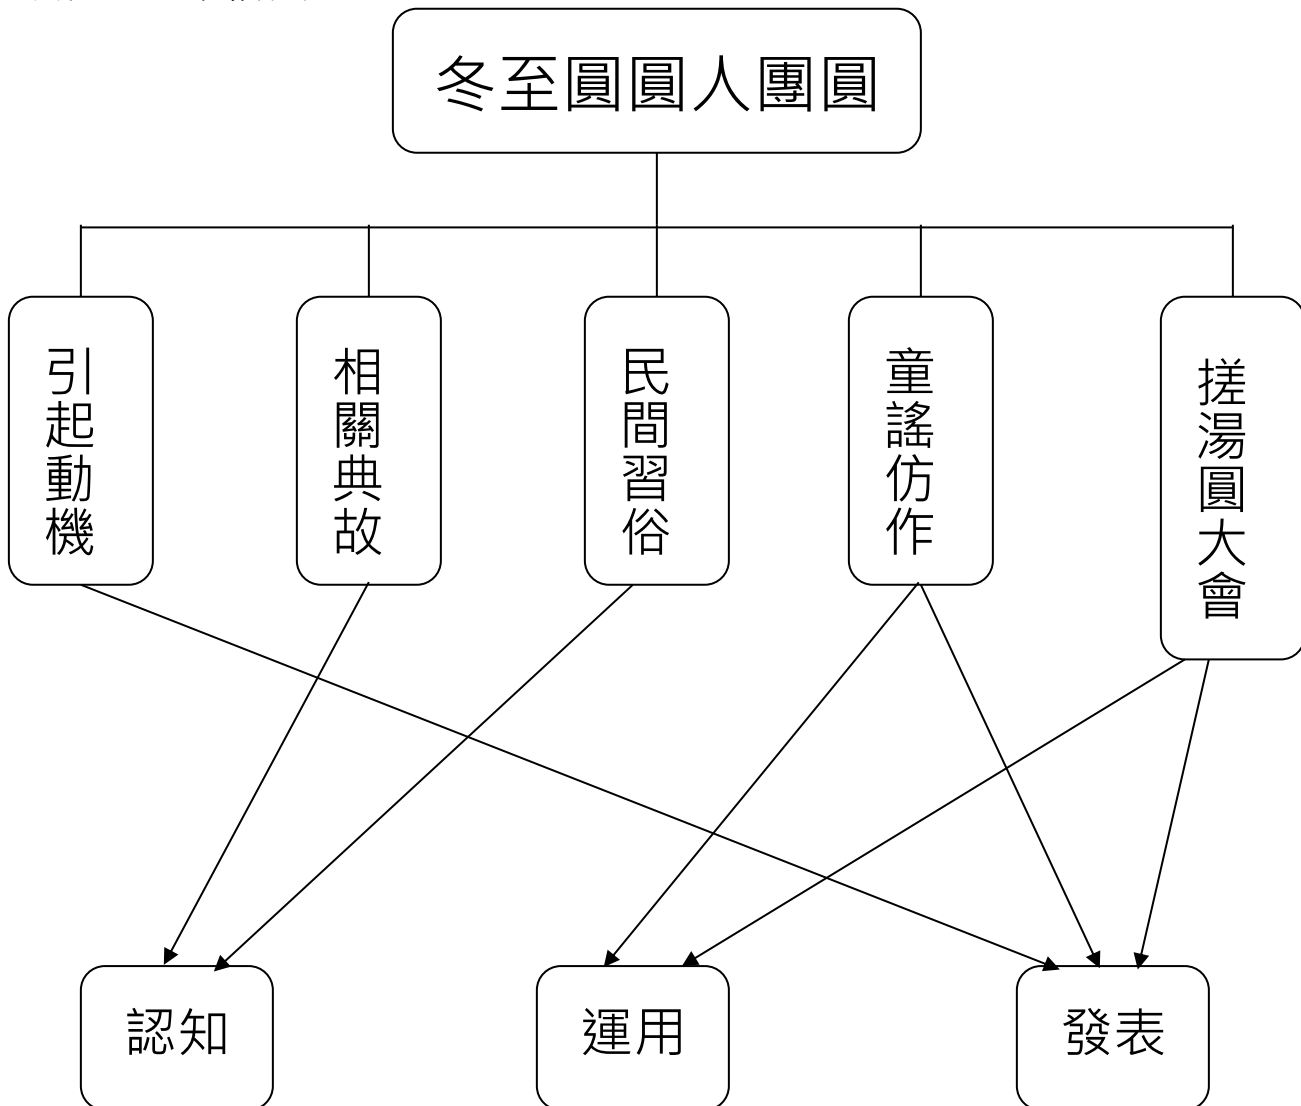 冬至圓圓人團圓
引起動機
相關典故
民間習俗
童謠仿作
搓湯圓大會
認知
運用
發表